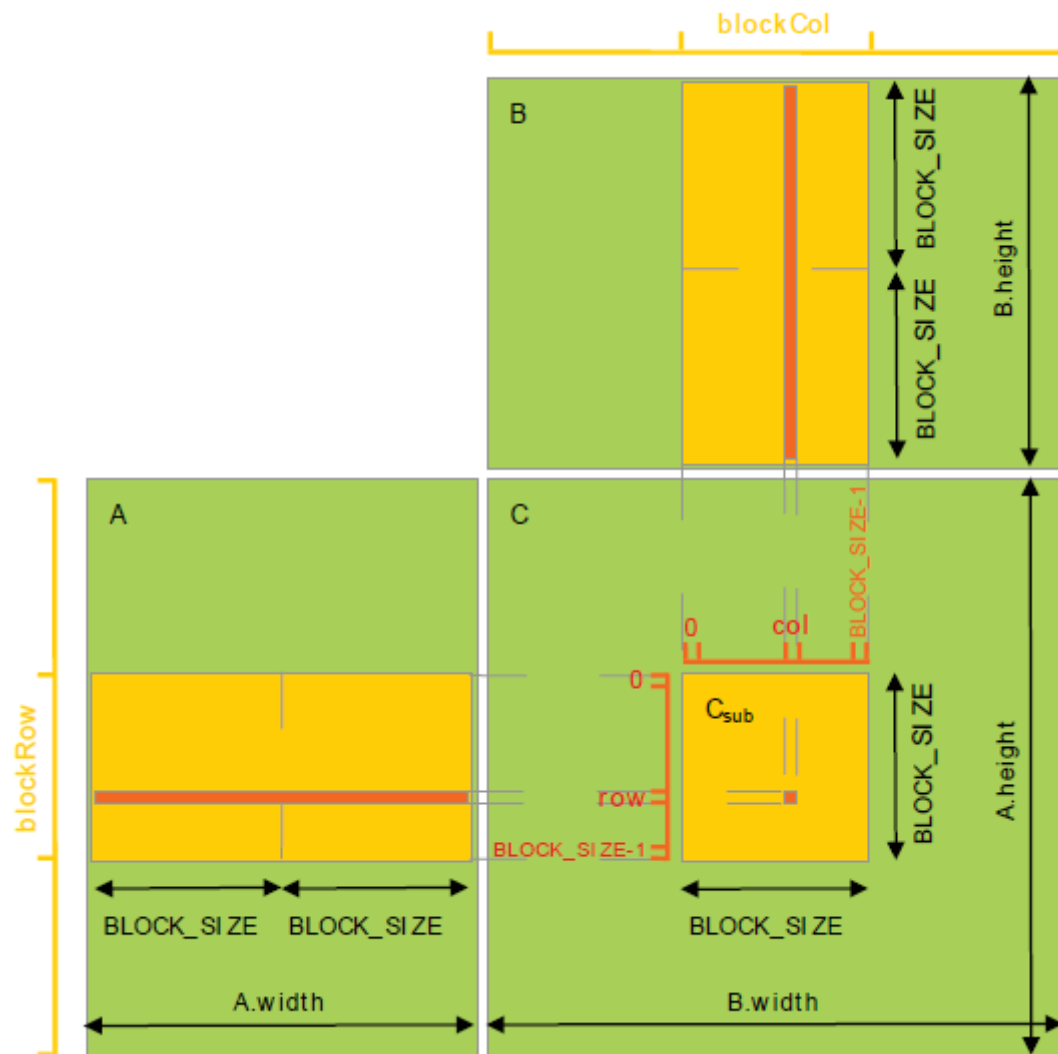 blockCol
B
BLOCK_SIZE
BLOCK_SIZE
B.height
A
C
BLOCK_SIZE-1
0
col
blockRow
0
row
BLOCK_SIZE-1
Csub
BLOCK_SIZE
A.height
BLOCK_SIZE
BLOCK_SIZE
BLOCK_SIZE
A.width
B.width